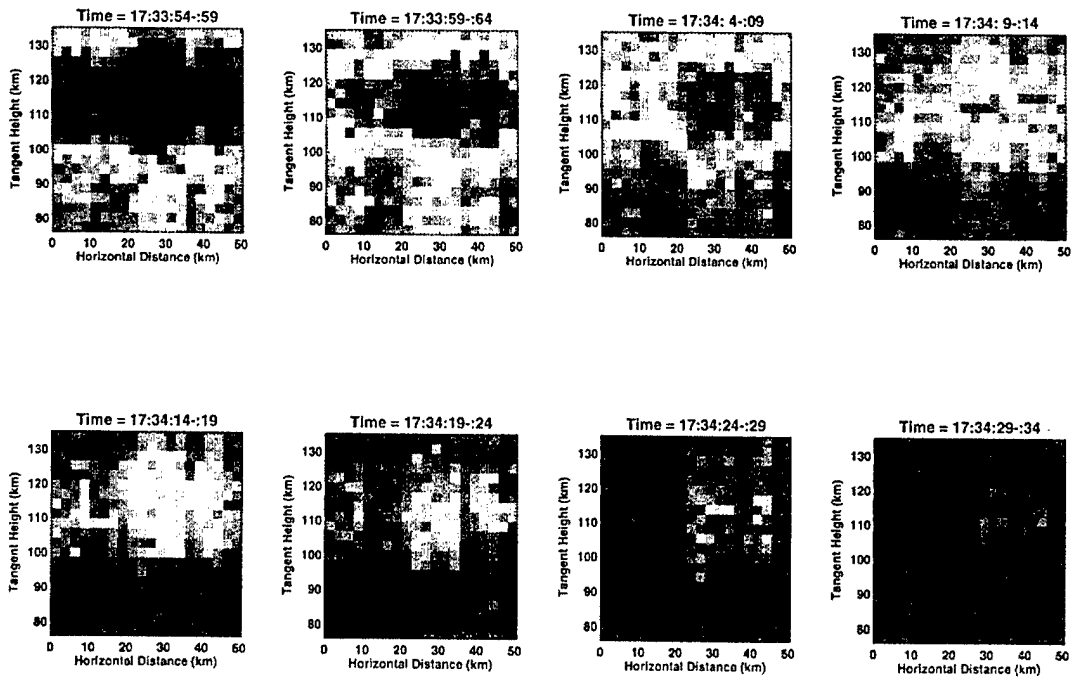 Time = 17:33:54-:59
Tangent Height (km)
130
120
110
100
90
80
0 10 20 30 40 50
Horizontal Distance (km)
Time = 17:33:59-:64
Tangent Height (km)
130
120
110
100
90
80
0 10 20 30 40 50
Horizontal Distance (km)
Time = 17:34: 4-:09
Tangent Height (km)
130
120
110
100
90
80
0 10 20 30 40 50
Horizontal Distance (km)
Time = 17:34: 9-:14
Tangent Height (km)
130
120
110
100
90
80
0 10 20 30 40 50
Horizontal Distance (km)
Time = 17:34:14-:19
Tangent Height (km)
130
120
110
100
90
80
0 10 20 30 40 50
Horizontal Distance (km)
Time = 17:34:19-:24
Tangent Height (km)
130
120
110
100
90
80
0 10 20 30 40 50
Horizontal Distance (km)
Time = 17:34:24-:29
Tangent Height (km)
130
120
110
100
90
80
0 10 20 30 40 50
Horizontal Distance (km)
Time = 17:34:29-:34
Tangent Height (km)
130
120
110
100
90
80
0 10 20 30 40 50
Horizontal Distance (km)